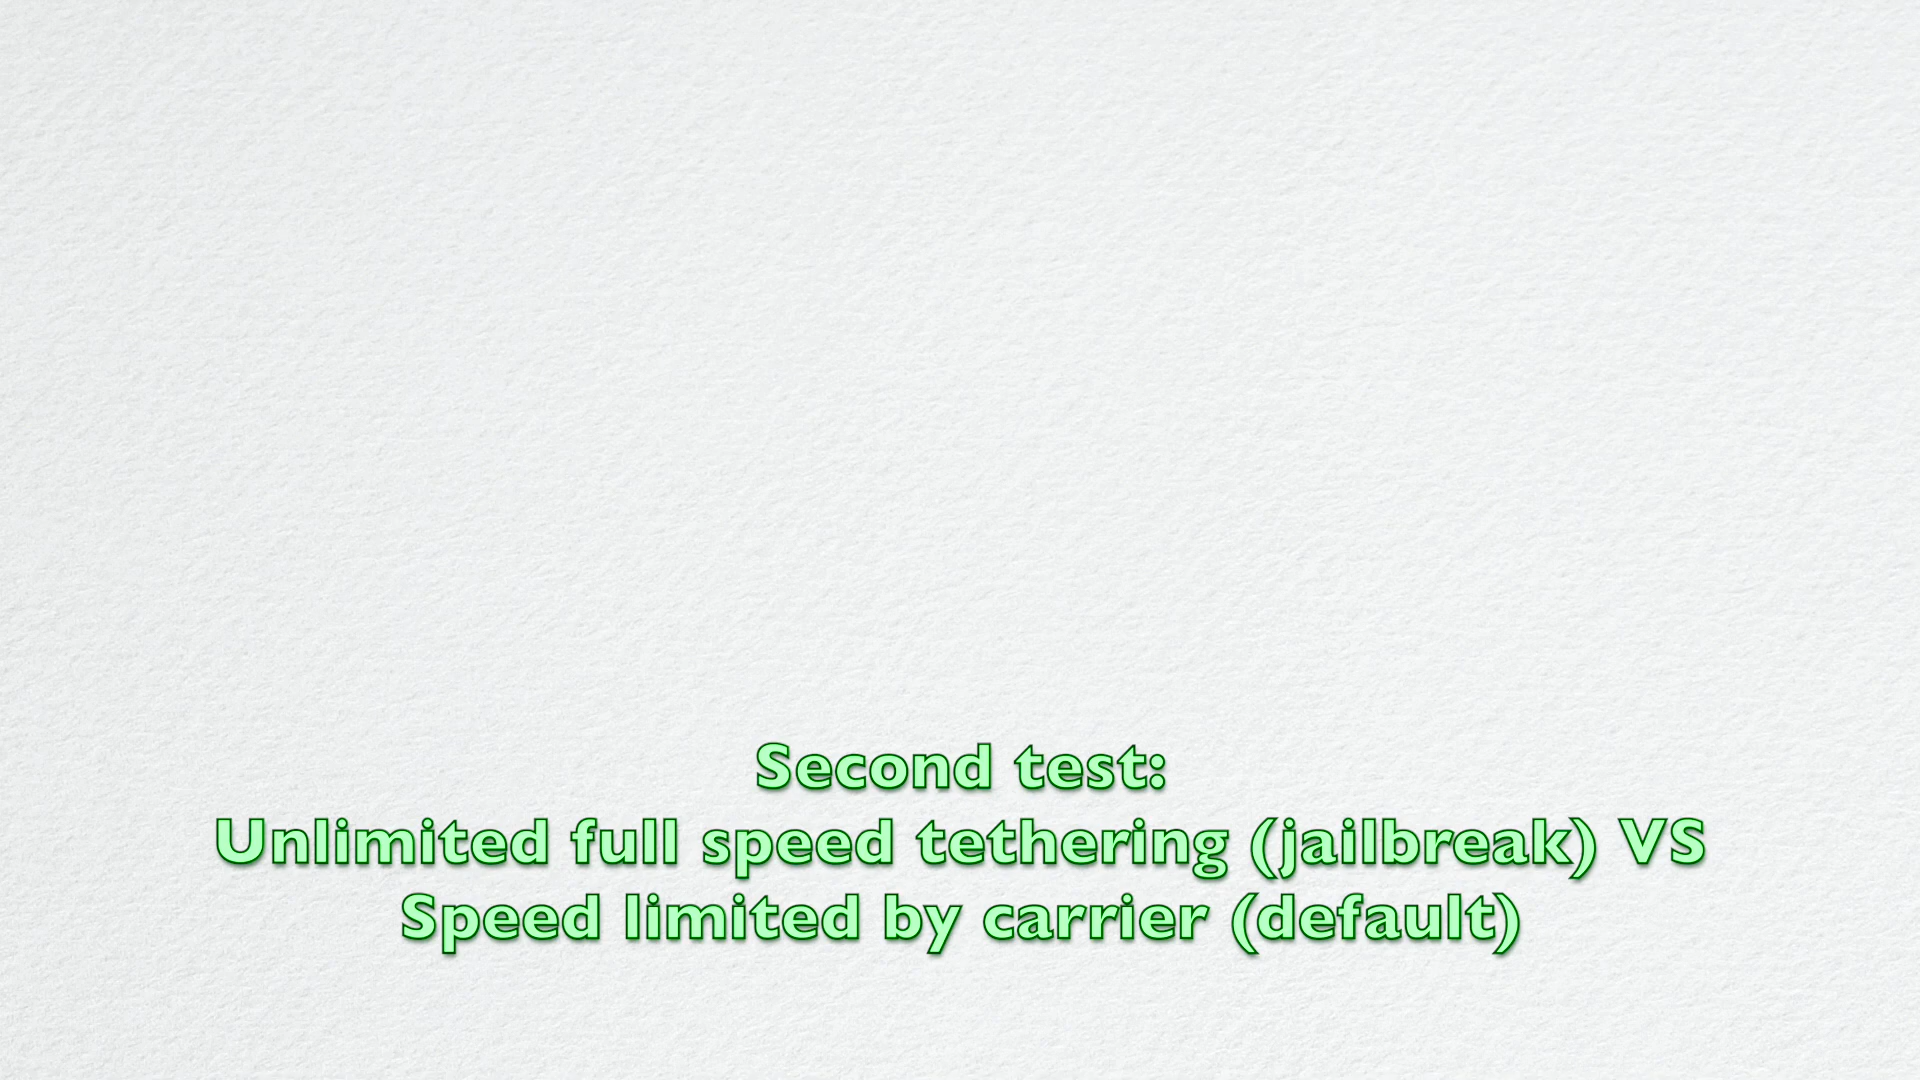 Second test:
Unlimited full speed tethering (jailbreak) VS
Speed limited by carrier (default)